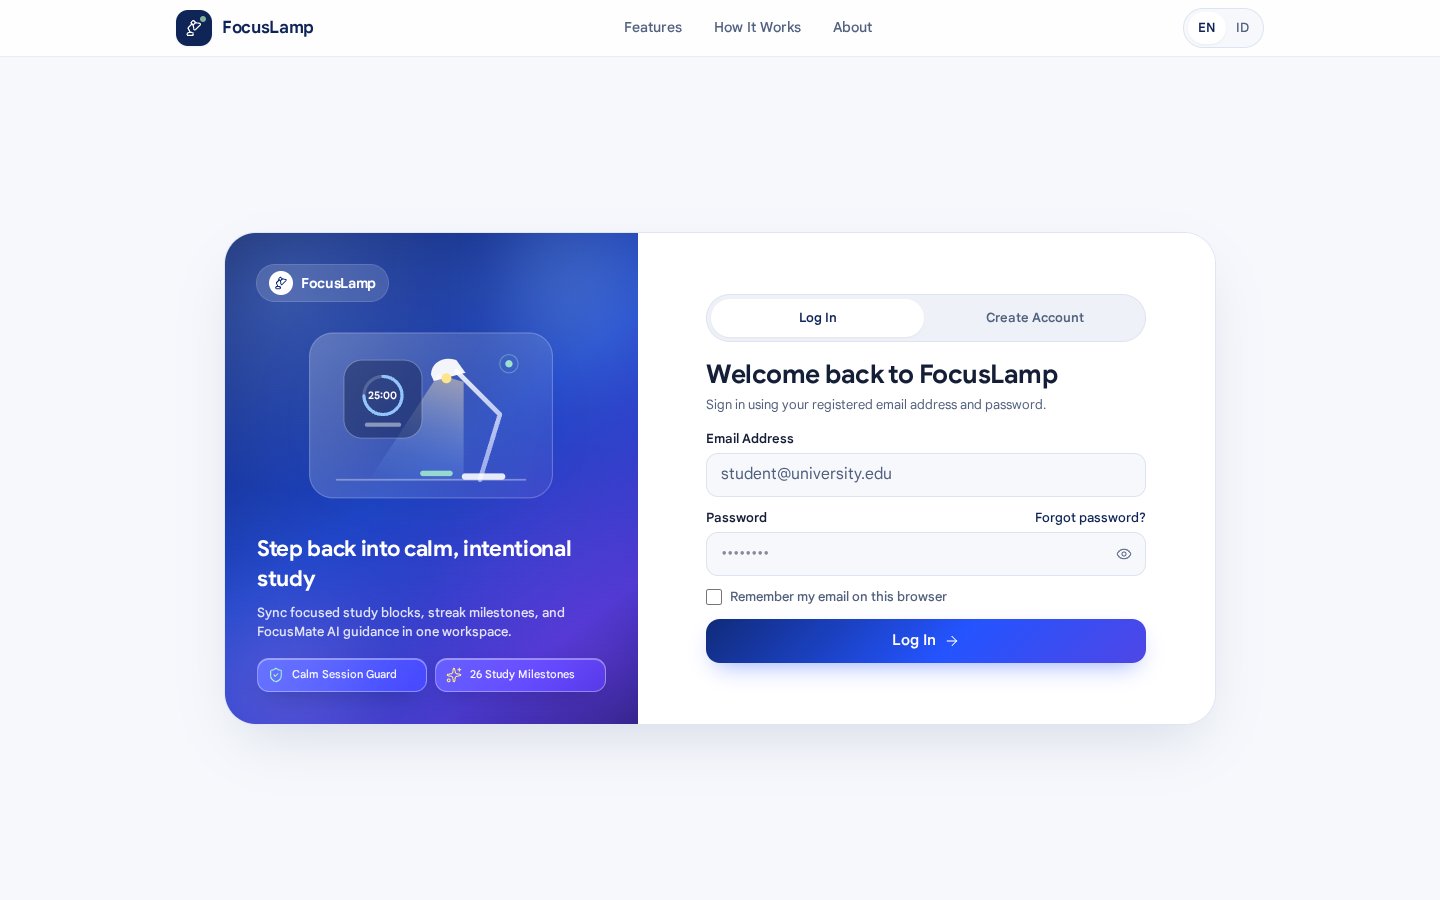 FocusLamp
Features
How It Works
About
EN
ID
FocusLamp
25:00
Step back into calm, intentional
study
Sync focused study blocks, streak milestones, and
FocusMate AI guidance in one workspace.
Calm Session Guard
26 Study Milestones
Log In
Create Account
Welcome back to FocusLamp
Sign in using your registered email address and password.
Email Address
student@university.edu
Password
Forgot password?
••••••••
Remember my email on this browser
Log In →